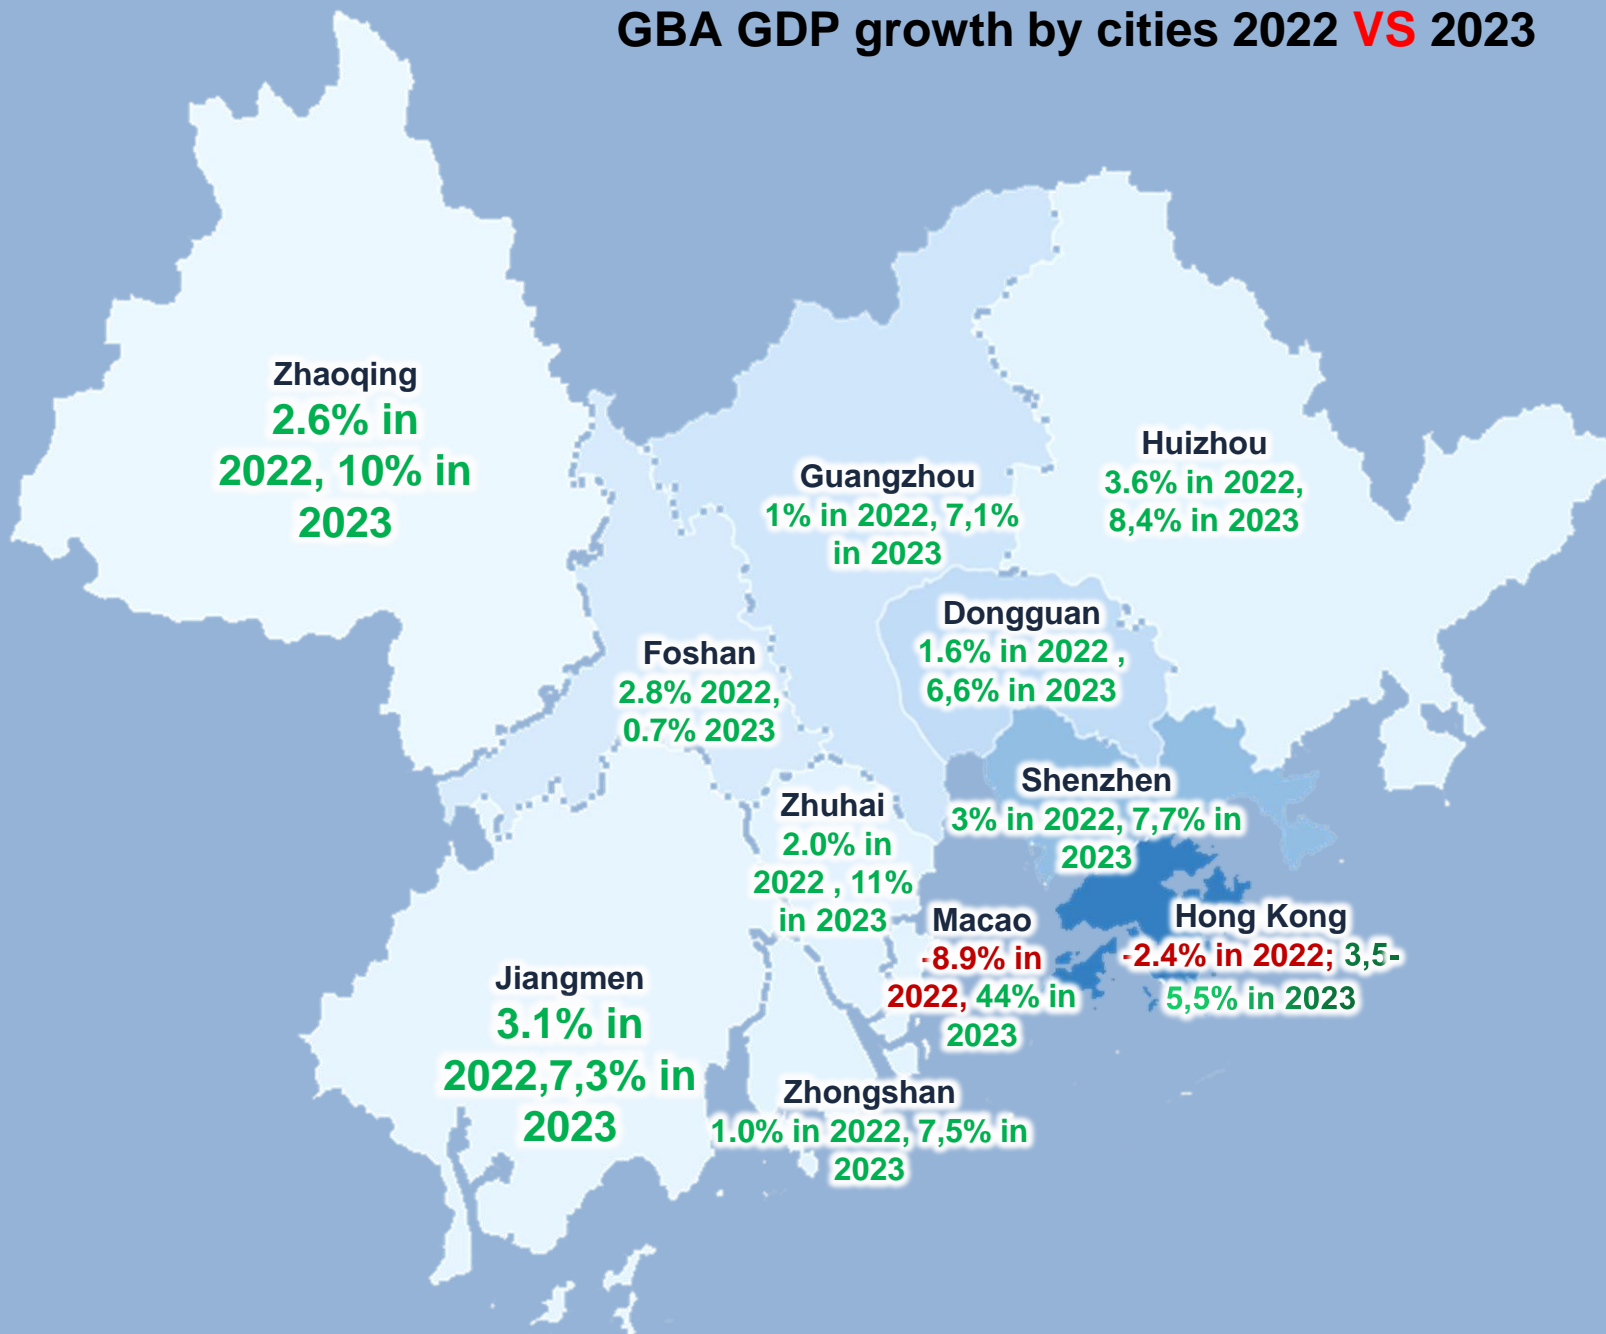 GBA GDP growth by cities 2022 VS 2023
Zhaoqing
2.6% in
2022, 10% in
2023
Guangzhou
1% in 2022, 7,1%
in 2023
Huizhou
3.6% in 2022,
8,4% in 2023
Dongguan
1.6% in 2022 ,
6,6% in 2023
Foshan
2.8% 2022,
0.7% 2023
Shenzhen
3% in 2022, 7,7% in
2023
Zhuhai
2.0% in
2022 , 11%
in 2023
Macao
-8.9% in
2022, 44% in
2023
Hong Kong
-2.4% in 2022; 3,5-
5,5% in 2023
Jiangmen
3.1% in
2022,7,3% in
2023
Zhongshan
1.0% in 2022, 7,5% in
2023